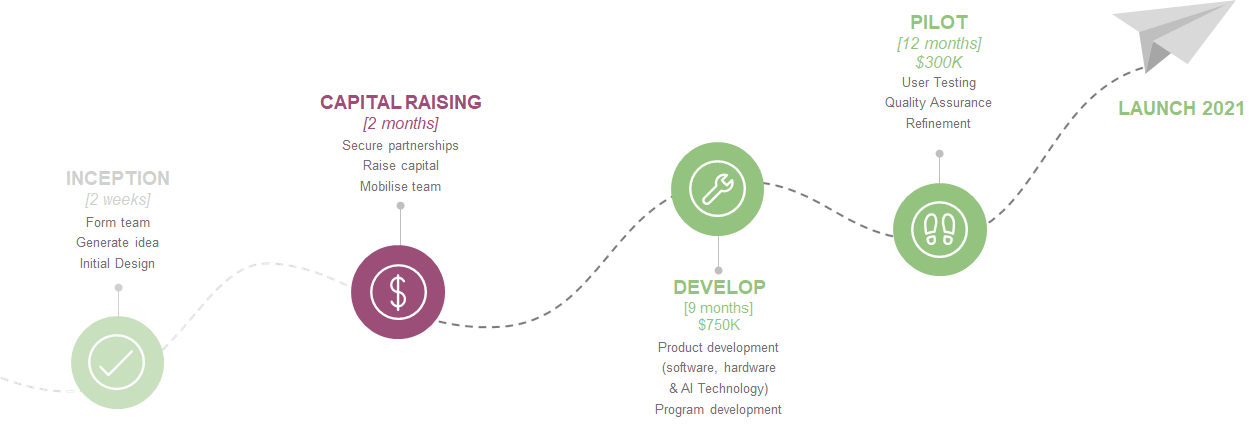 INCEPTION
[2 weeks]
Form team
Generate idea
Initial Design
CAPITAL RAISING
[2 months]
Secure partnerships
Raise capital
Mobilise team
$
DEVELOP
[9 months]
$750K
Product development
(software, hardware
& AI Technology)
Program development
PILOT
[12 months]
$300K
User Testing
Quality Assurance
Refinement
LAUNCH 2021